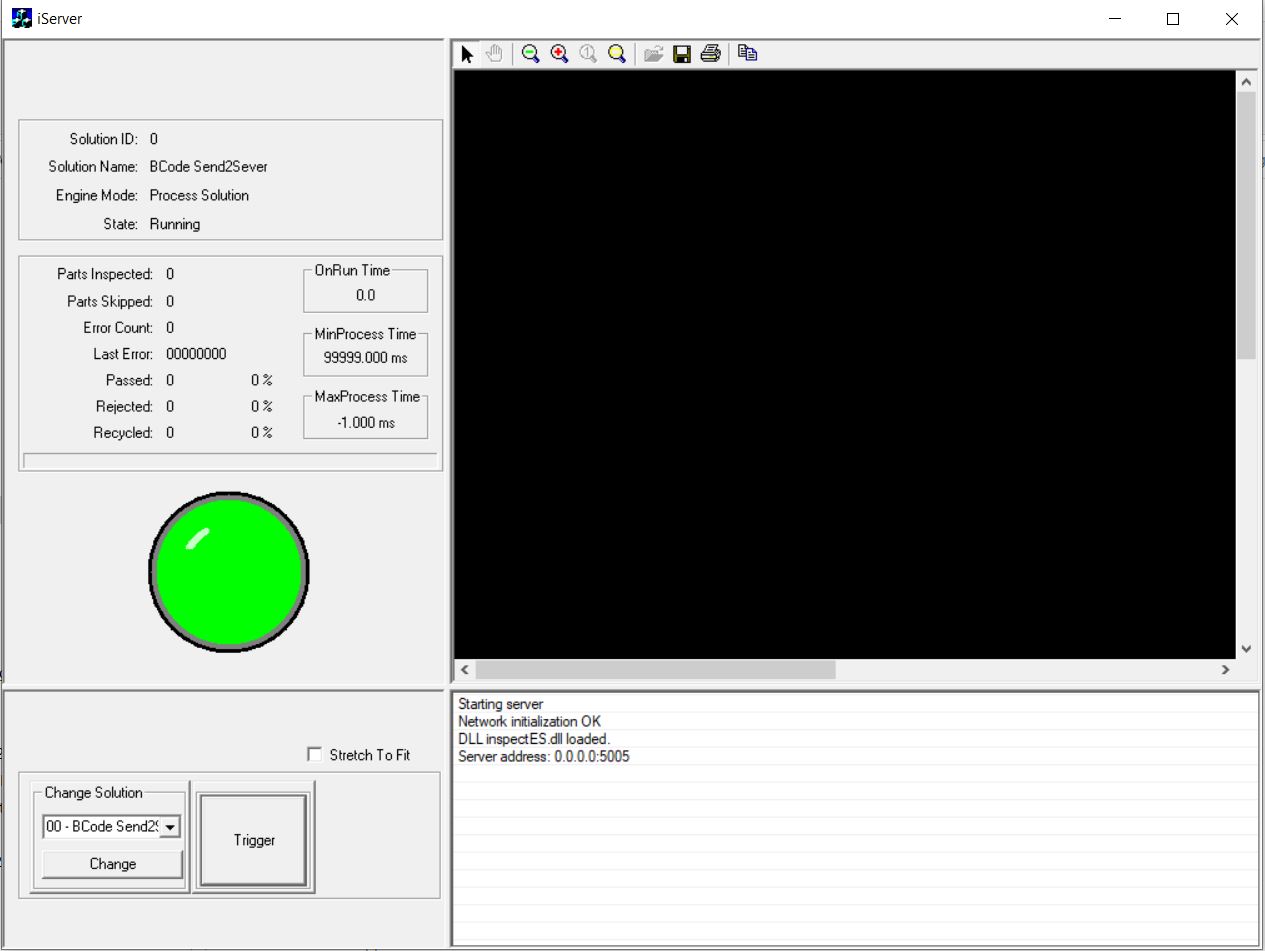 iServer
Solution ID: 0
Solution Name: BCode Send2Sever
Engine Mode: Process Solution
State: Running
Parts Inspected: 0
Parts Skipped: 0
Error Count: 0
Last Error: 00000000
Passed: 0 0 %
Rejected: 0 0 %
Recycled: 0 0 %
OnRun Time
0.0
MinProcess Time
99999.000 ms
MaxProcess Time
-1.000 ms
Stretch To Fit
Change Solution
00 - BCode Send2
Change
Trigger
Starting server
Network initialization OK
DLL inspectES.dll loaded.
Server address: 0.0.0.0:5005